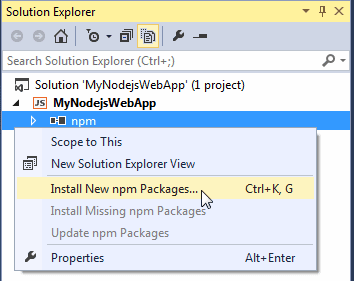 Solution Explorer
Search Solution Explorer (Ctrl+;)
Solution 'MyNodejsWebApp' (1 project)
JS MyNodejsWebApp
npm
Scope to This
New Solution Explorer View
Install New npm Packages... Ctrl+K, G
Install Missing npm Packages
Update npm Packages
Properties Alt+Enter